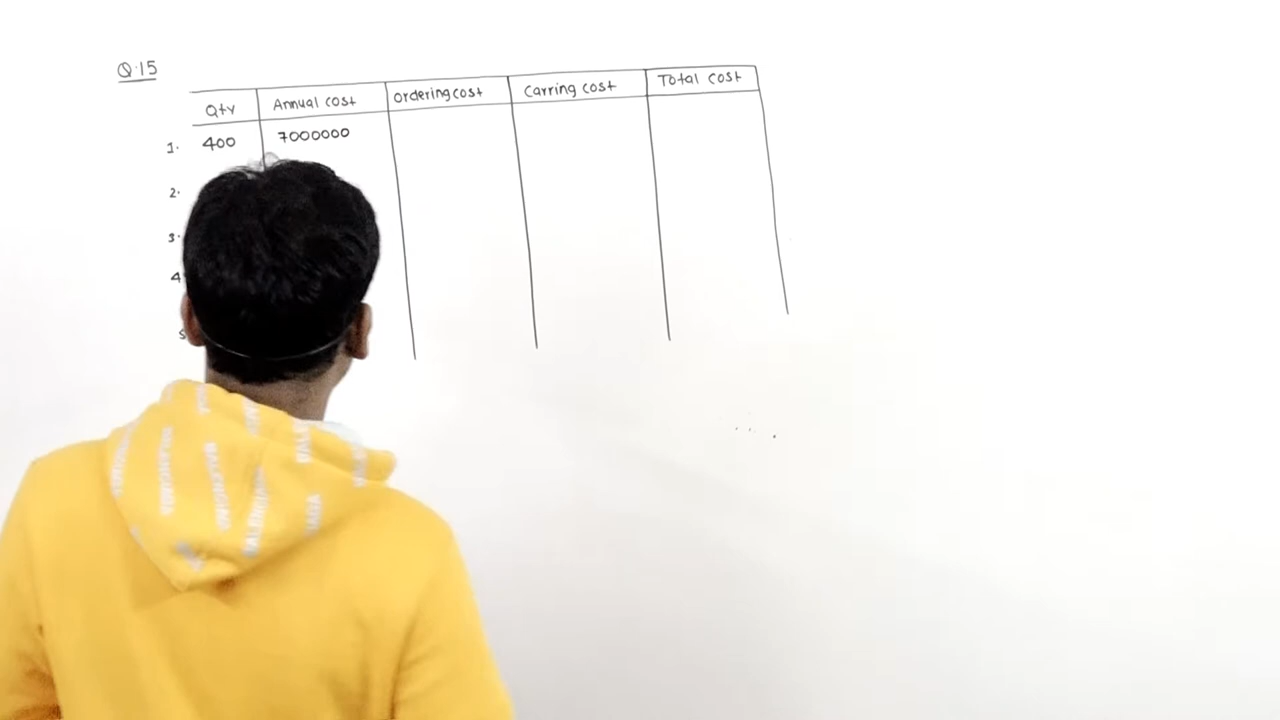 Q.15
Qty Annual cost ordering cost Carring cost Total cost
1. 400 7000000
2.
3.
4
5